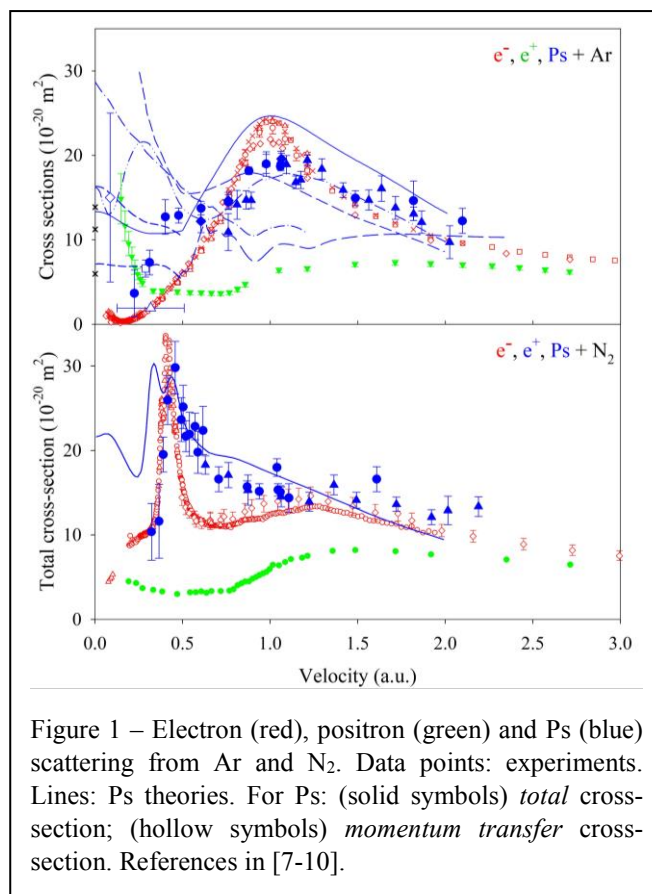 e⁻, e⁺, Ps + Ar
Cross sections (10⁻²⁰ m²)
30
20
10
0
e⁻, e⁺, Ps + N₂
Total cross-section (10⁻²⁰ m²)
30
20
10
0
0.0 0.5 1.0 1.5 2.0 2.5 3.0
Velocity (a.u.)
Figure 1 – Electron (red), positron (green) and Ps (blue)
scattering from Ar and N₂. Data points: experiments.
Lines: Ps theories. For Ps: (solid symbols) total cross-
section; (hollow symbols) momentum transfer cross-
section. References in [7-10].